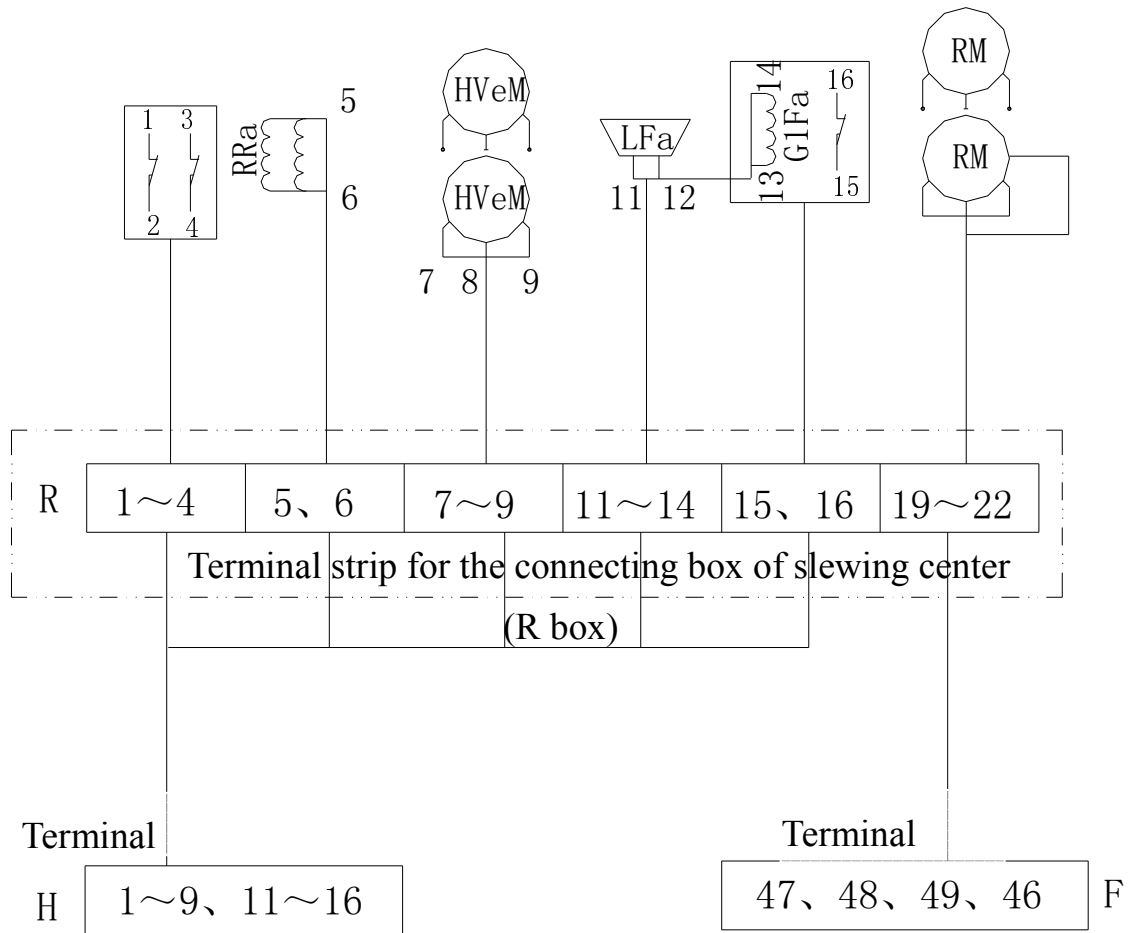 RM
14 16
HVeM
5
1 3
RRa
LFa
G1Fa
RM
6
13 15
2 4
11 12
HVeM
7 8 9
R 1～4 5、6 7～9 11～14 15、16 19～22
Terminal strip for the connecting box of slewing center
(R box)
Terminal
Terminal
H 1～9、11～16
47、48、49、46 F